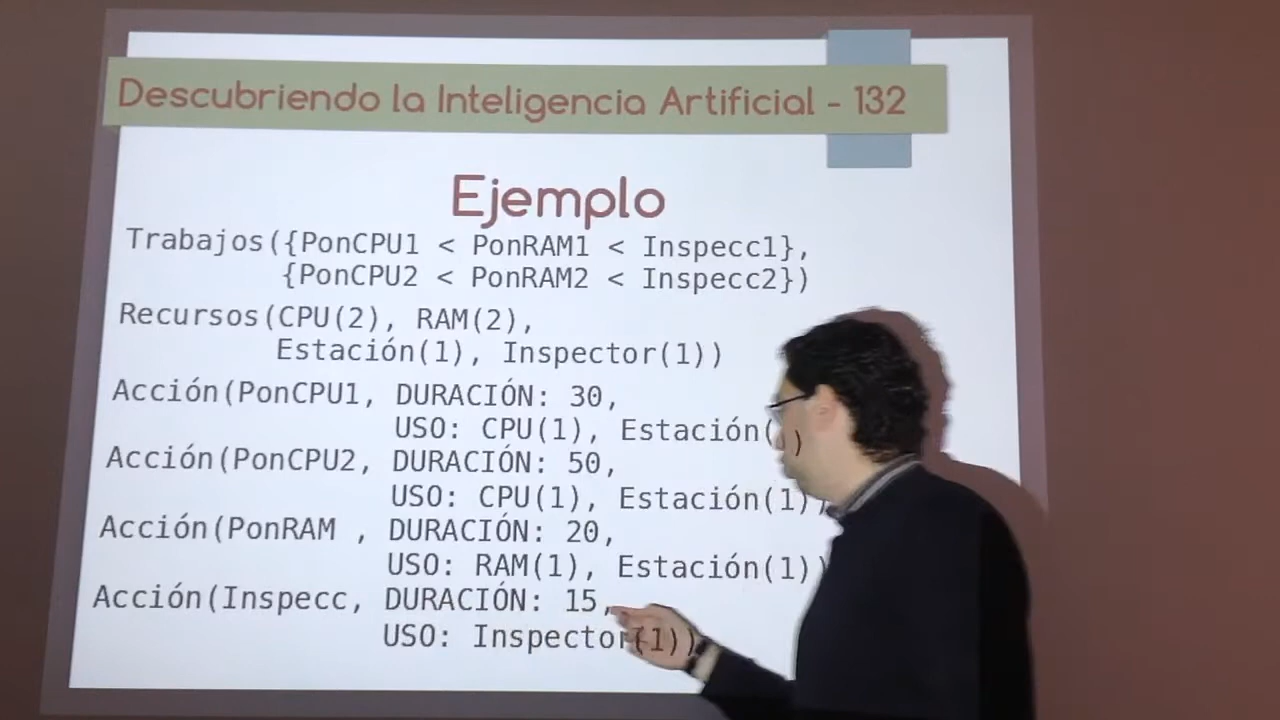 Descubriendo la Inteligencia Artificial - 132
Ejemplo
Trabajos({PonCPU1 < PonRAM1 < Inspecc1},
{PonCPU2 < PonRAM2 < Inspecc2})
Recursos(CPU(2), RAM(2),
Estación(1), Inspector(1))
Acción(PonCPU1, DURACIÓN: 30,
USO: CPU(1), Estación(1))
Acción(PonCPU2, DURACIÓN: 50,
USO: CPU(1), Estación(1))
Acción(PonRAM , DURACIÓN: 20,
USO: RAM(1), Estación(1))
Acción(Inspecc, DURACIÓN: 15,
USO: Inspector(1))